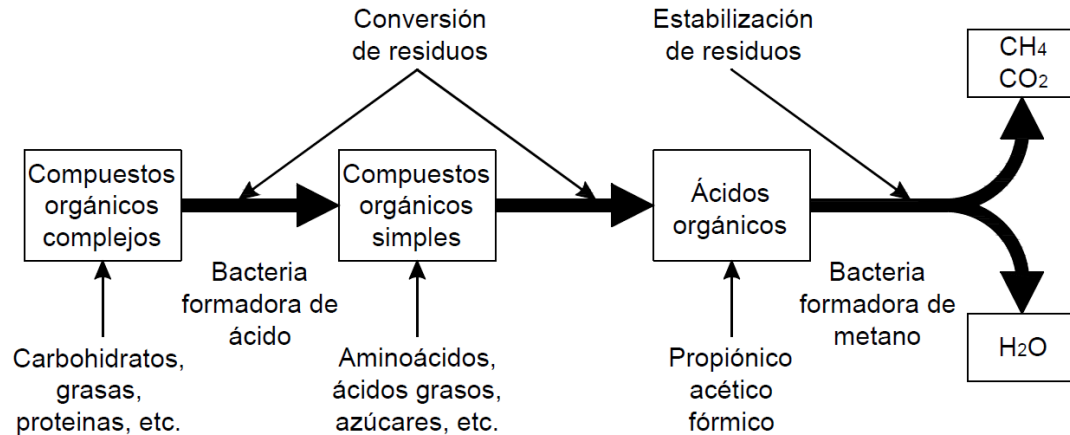 Conversión
de residuos
Estabilización
de residuos
CH4
CO2
Compuestos
orgánicos
complejos
Compuestos
orgánicos
simples
Ácidos
orgánicos
Bacteria
formadora de
ácido
Bacteria
formadora de
metano
H2O
Carbohidratos,
grasas,
proteinas, etc.
Aminoácidos,
ácidos grasos,
azúcares, etc.
Propiónico
acético
fórmico